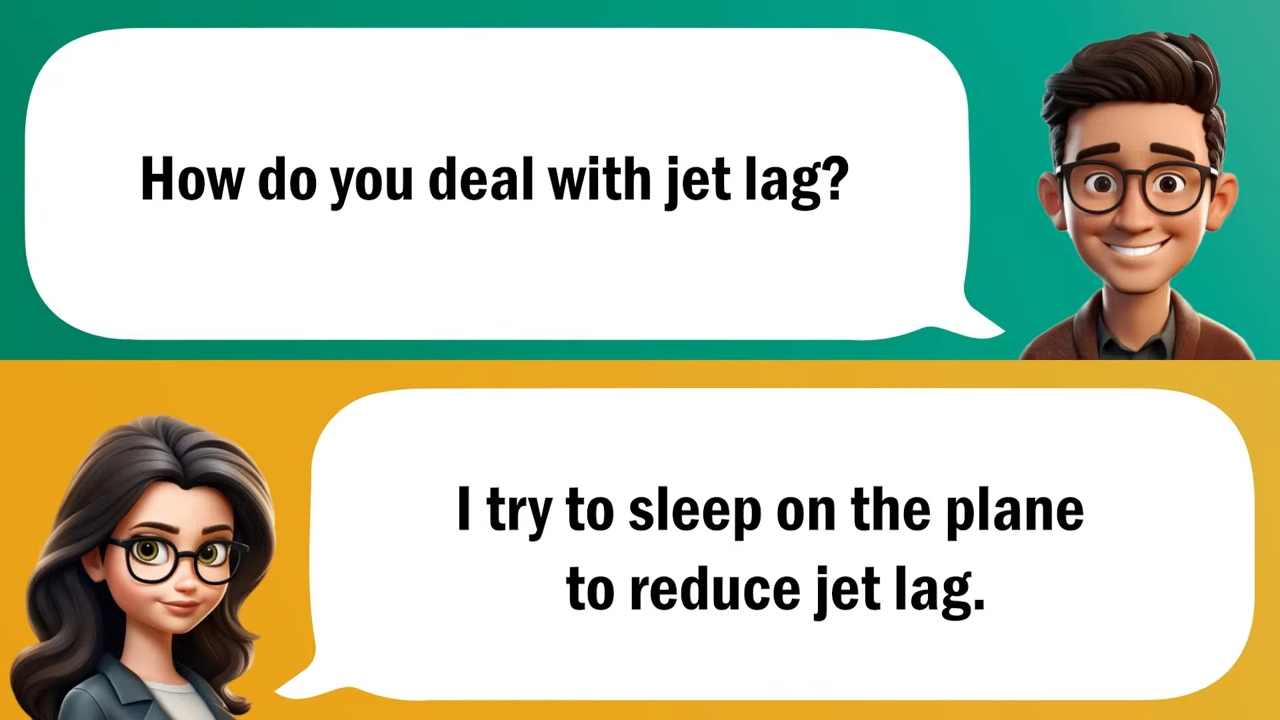 How do you deal with jet lag?
I try to sleep on the plane
to reduce jet lag.